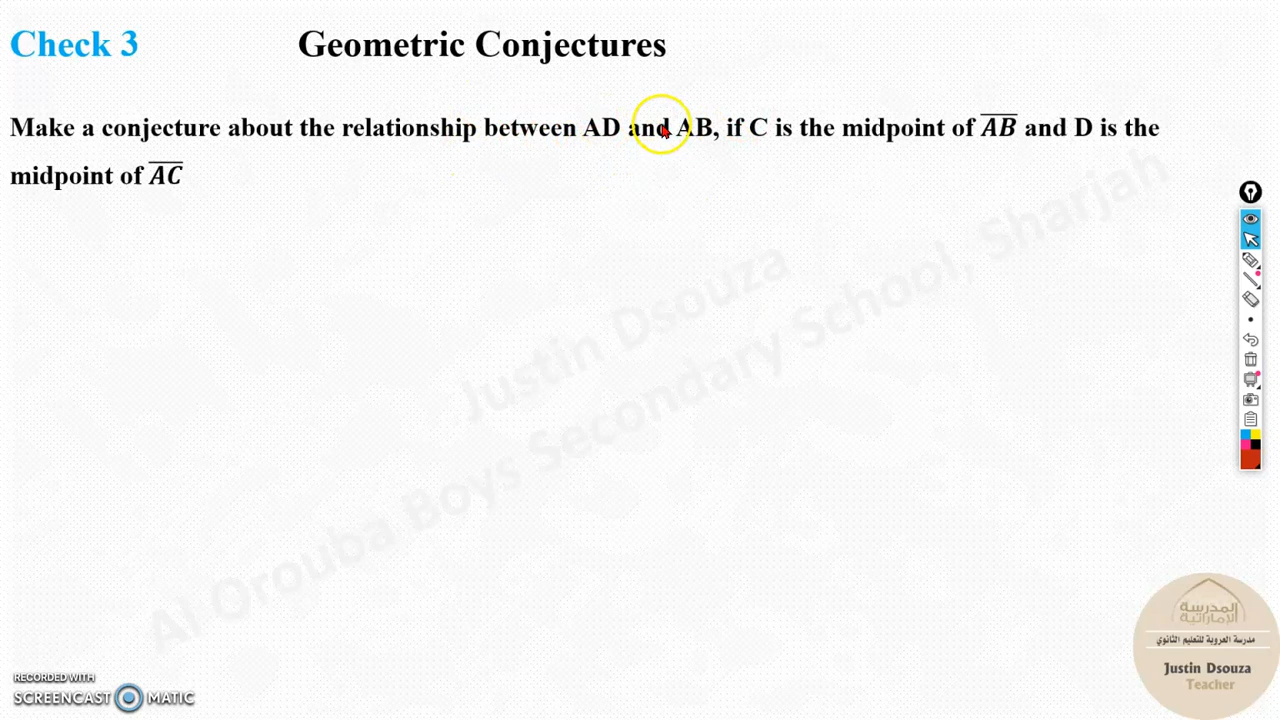 Check 3
Geometric Conjectures
Make a conjecture about the relationship between AD and AB, if C is the midpoint of A̅B̅ and D is the
midpoint of A̅C̅
Justin Dsouza
Al Orouba Boys Secondary School, Sharjah
المدرسة
الإماراتية
مدرسة العروبة للتعليم الثانوي
Justin Dsouza
Teacher
RECORDED WITH
SCREENCAST MATIC